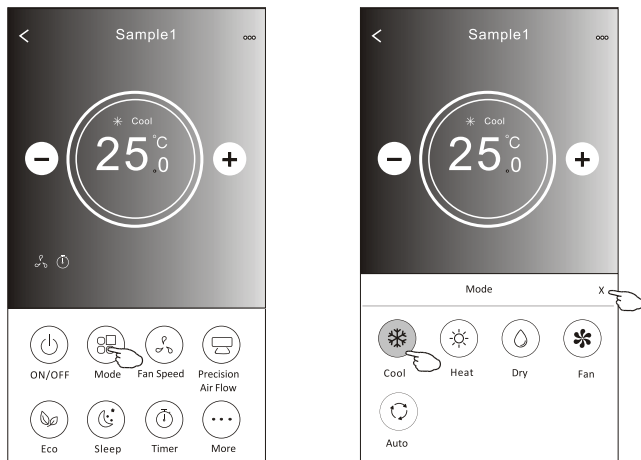 Sample1
Cool
25.0°C
ON/OFF
Mode
Fan Speed
Precision
Air Flow
Eco
Sleep
Timer
More
Sample1
Cool
25.0°C
Mode X
Cool
Heat
Dry
Fan
Auto